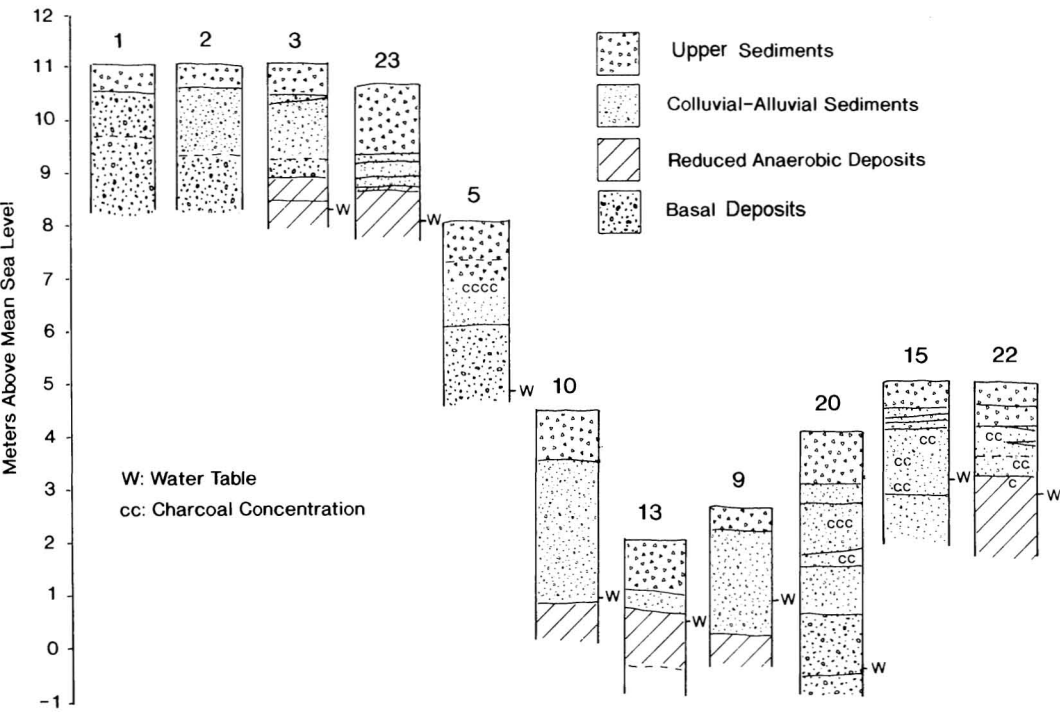 12
11
10
9
8
7
6
5
4
3
2
1
0
-1
Meters Above Mean Sea Level
1
2
3
23
5
10
13
9
20
15
22
Upper Sediments
Colluvial-Alluvial Sediments
Reduced Anaerobic Deposits
Basal Deposits
W: Water Table
cc: Charcoal Concentration
W
W
cccc
W
W
W
W
ccc
cc
W
cc
cc
cc
W
cc
cc
c
W